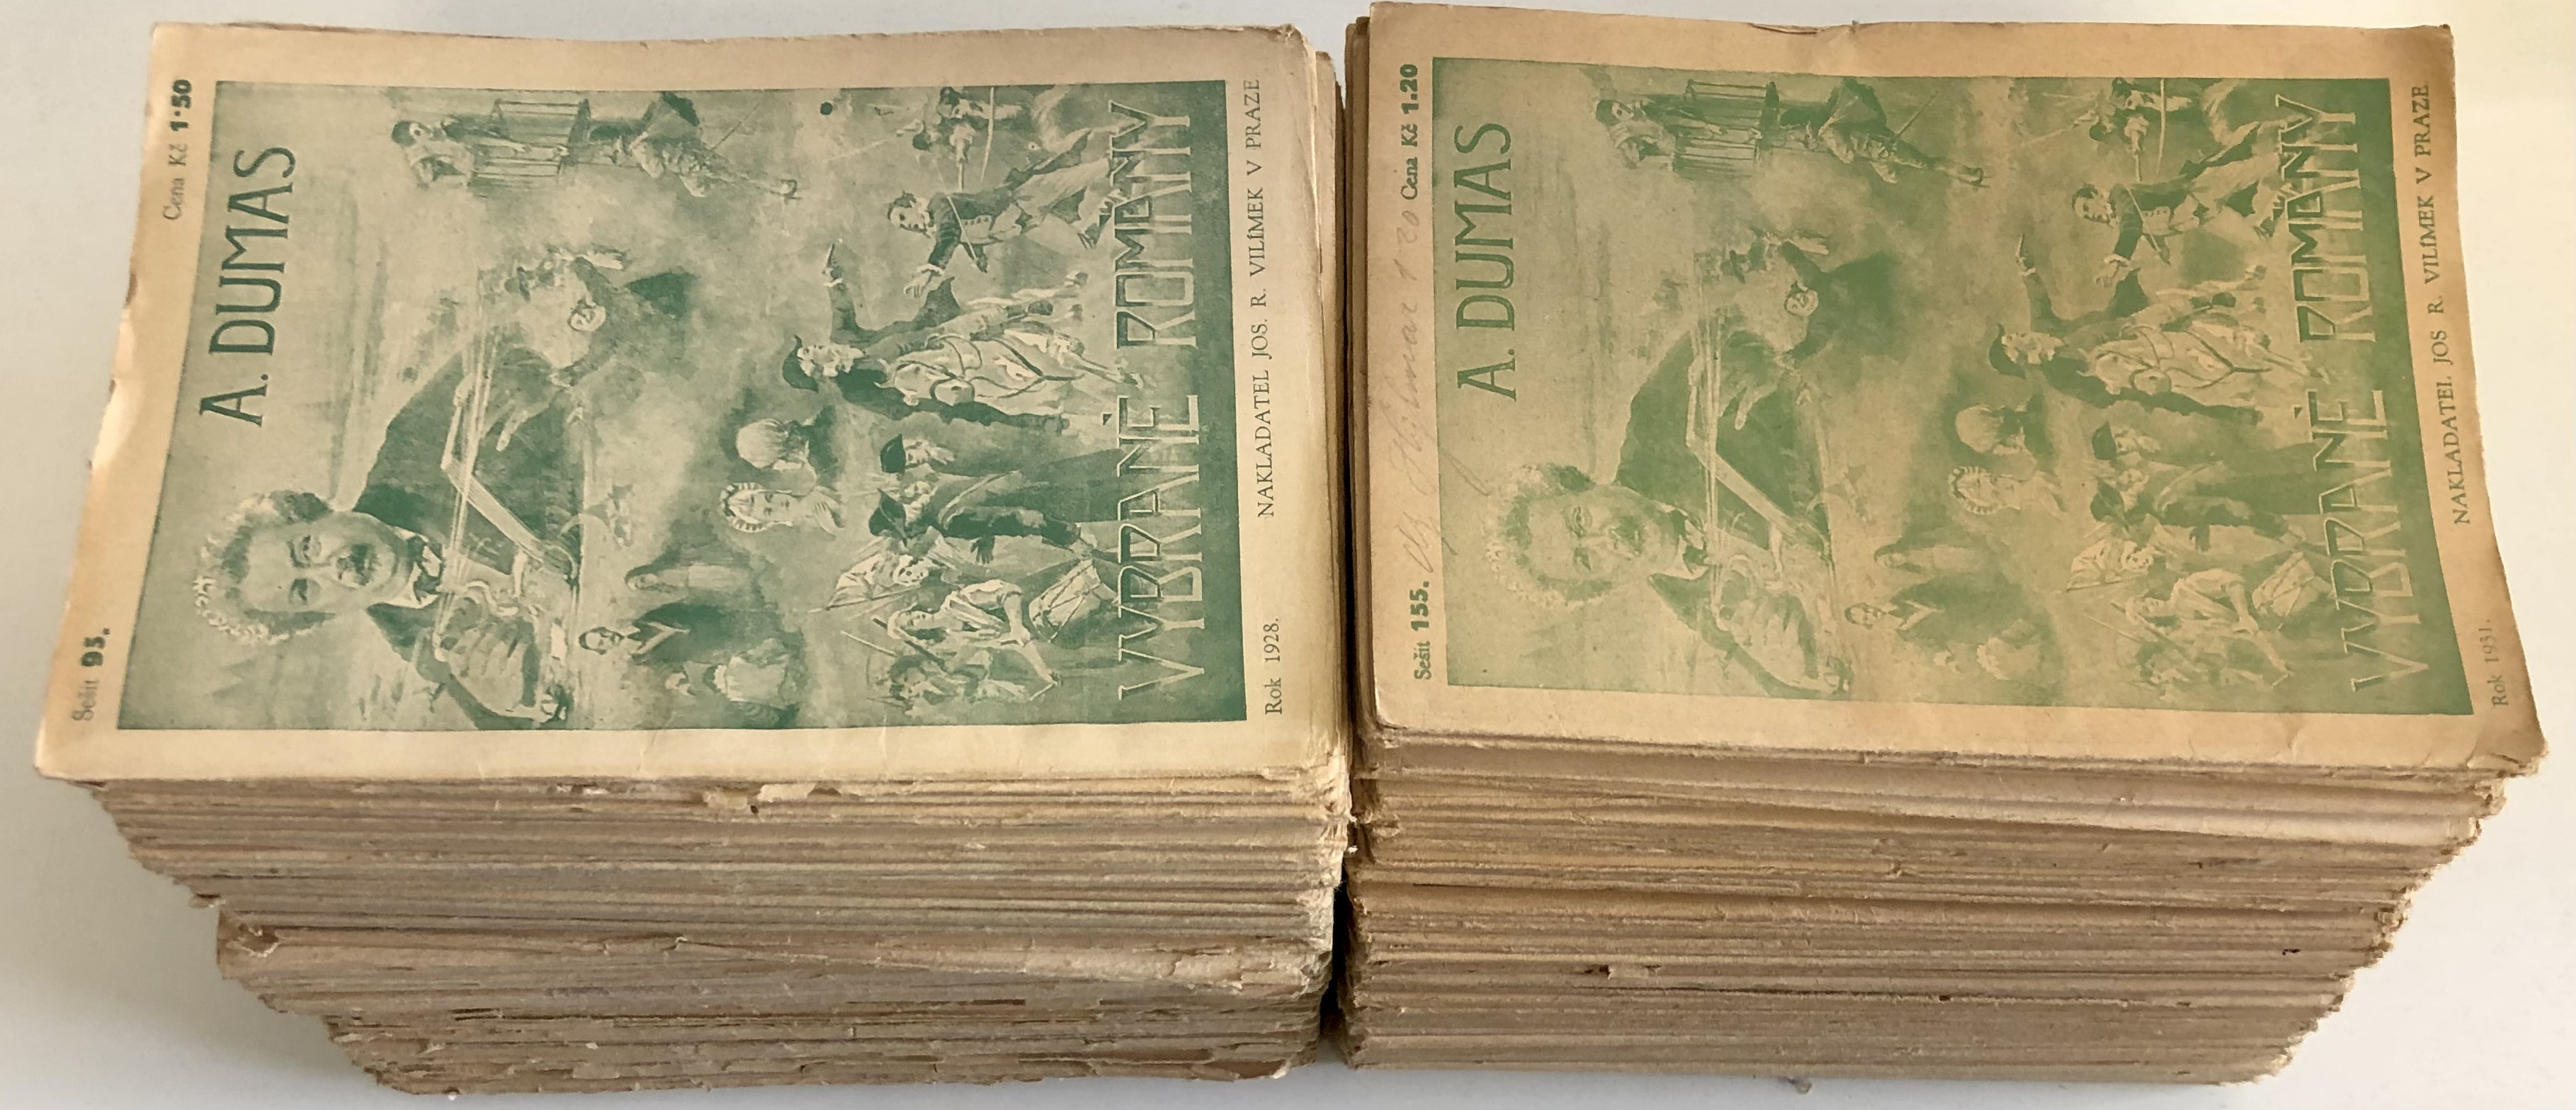 Sešit 93. Cena Kč 1·50
A. DUMAS
VYBRANÉ ROMÁNY
Rok 1928. NAKLADATEL JOS. R. VILÍMEK V PRAZE
Sešit 155. Cena Kč 1.20
A. DUMAS
VYBRANÉ ROMÁNY
Rok 1931. NAKLADATEL JOS R. VILÍMEK V PRAZE